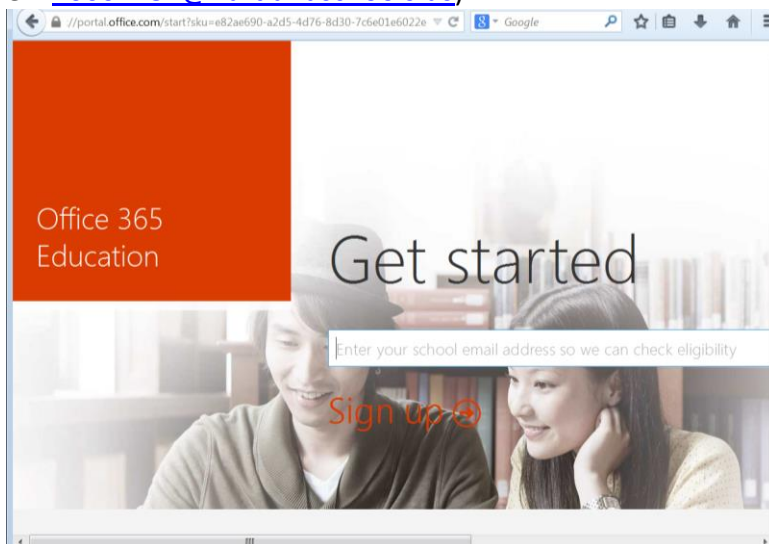 //portal.office.com/start?sku=e82ae690-a2d5-4d76-8d30-7c6e01e6022e
8 Google
Office 365
Education
Get started
Enter your school email address so we can check eligibility
Sign up